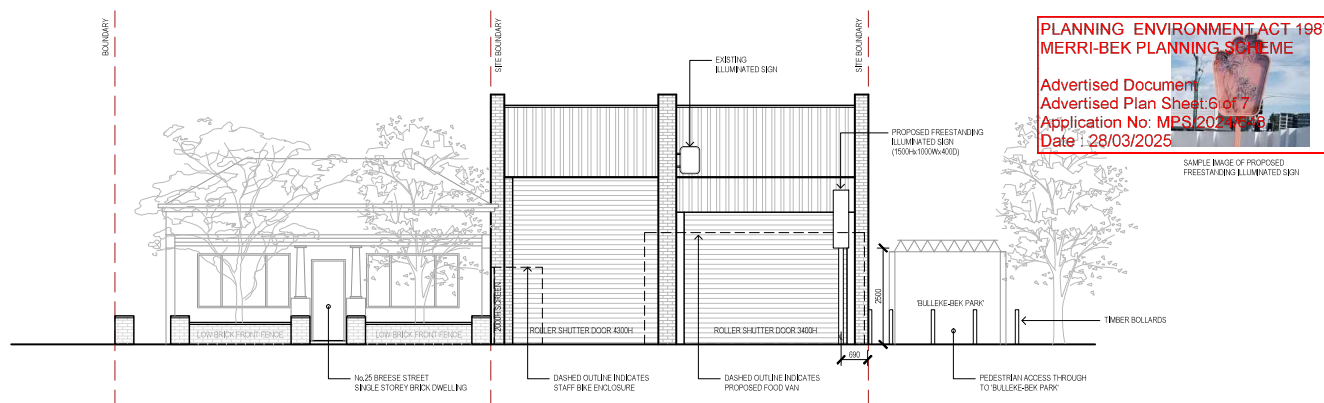 BOUNDARY
SITE BOUNDARY
SITE BOUNDARY
PLANNING ENVIRONMENT ACT 198
MERRI-BEK PLANNING SCHEME
Advertised Document
Advertised Plan Sheet:6 of 7
Application No: MPS/2024/
Date : 28/03/2025
SAMPLE IMAGE OF PROPOSED
FREESTANDING ILLUMINATED SIGN
EXISTING
ILLUMINATED SIGN
PROPOSED FREESTANDING
ILLUMINATED SIGN
(1500Hx1000Wx400D)
2000H SCREEN
2500
'BULLEKE-BEK PARK'
TIMBER BOLLARDS
LOW BRICK FRONT FENCE
LOW BRICK FRONT FENCE
ROLLER SHUTTER DOOR 4300H
ROLLER SHUTTER DOOR 3400H
690
No.25 BREESE STREET
SINGLE STOREY BRICK DWELLING
DASHED OUTLINE INDICATES
STAFF BIKE ENCLOSURE
DASHED OUTLINE INDICATES
PROPOSED FOOD VAN
PEDESTRIAN ACCESS THROUGH
TO 'BULLEKE-BEK PARK'